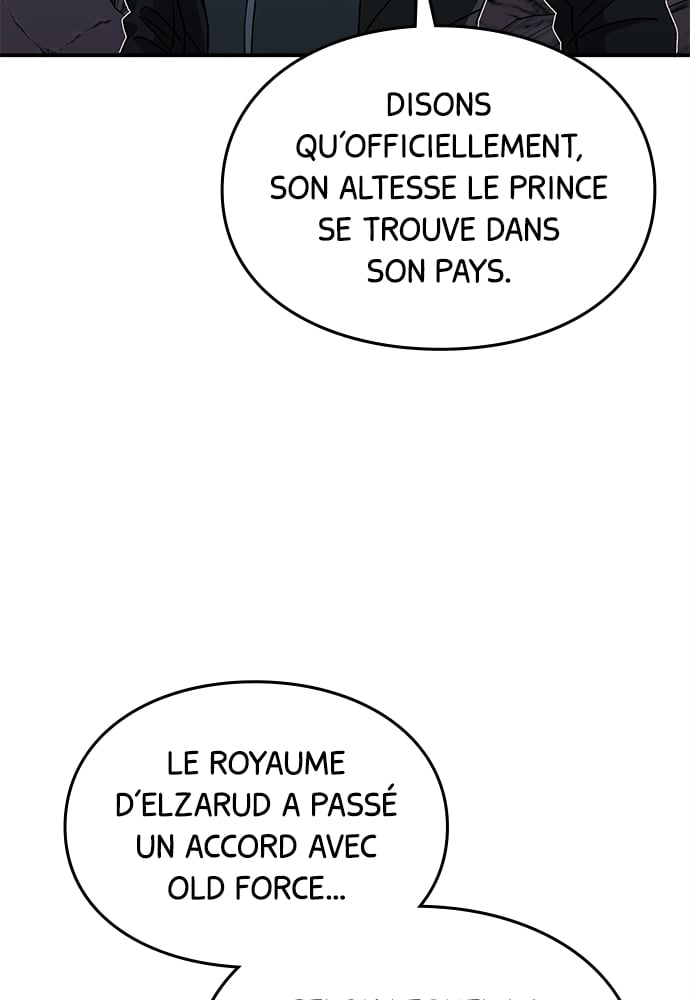 DISONS
QU'OFFICIELLEMENT,
SON ALTESSE LE PRINCE
SE TROUVE DANS
SON PAYS.
LE ROYAUME
D'ELZARUD A PASSÉ
UN ACCORD AVEC
OLD FORCE...